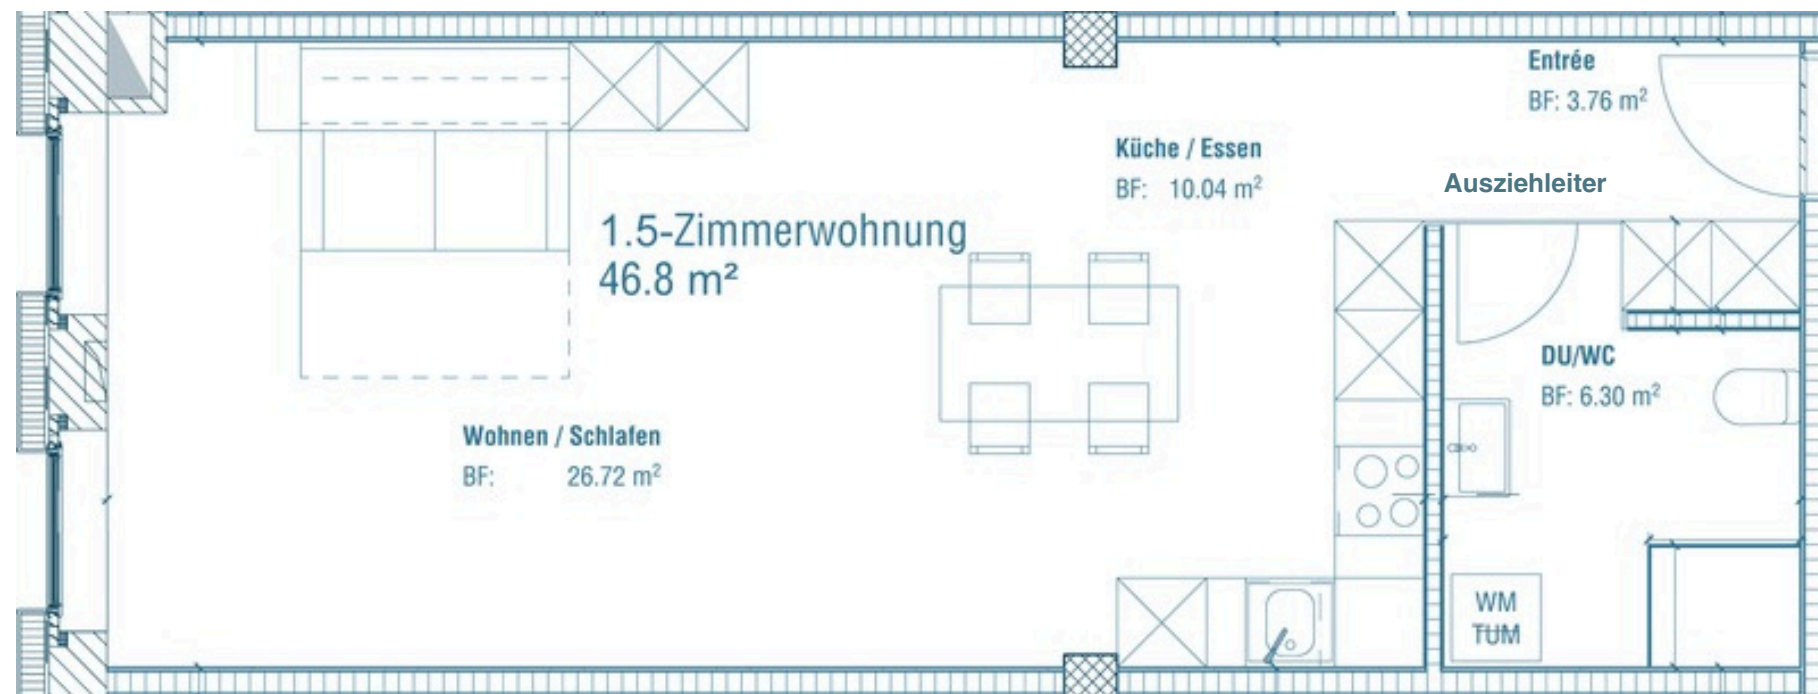 Entrée
BF: 3.76 m²
Küche / Essen
BF: 10.04 m²
Ausziehleiter
1.5-Zimmerwohnung
46.8 m²
DU/WC
BF: 6.30 m²
Wohnen / Schlafen
BF: 26.72 m²
WM
TUM